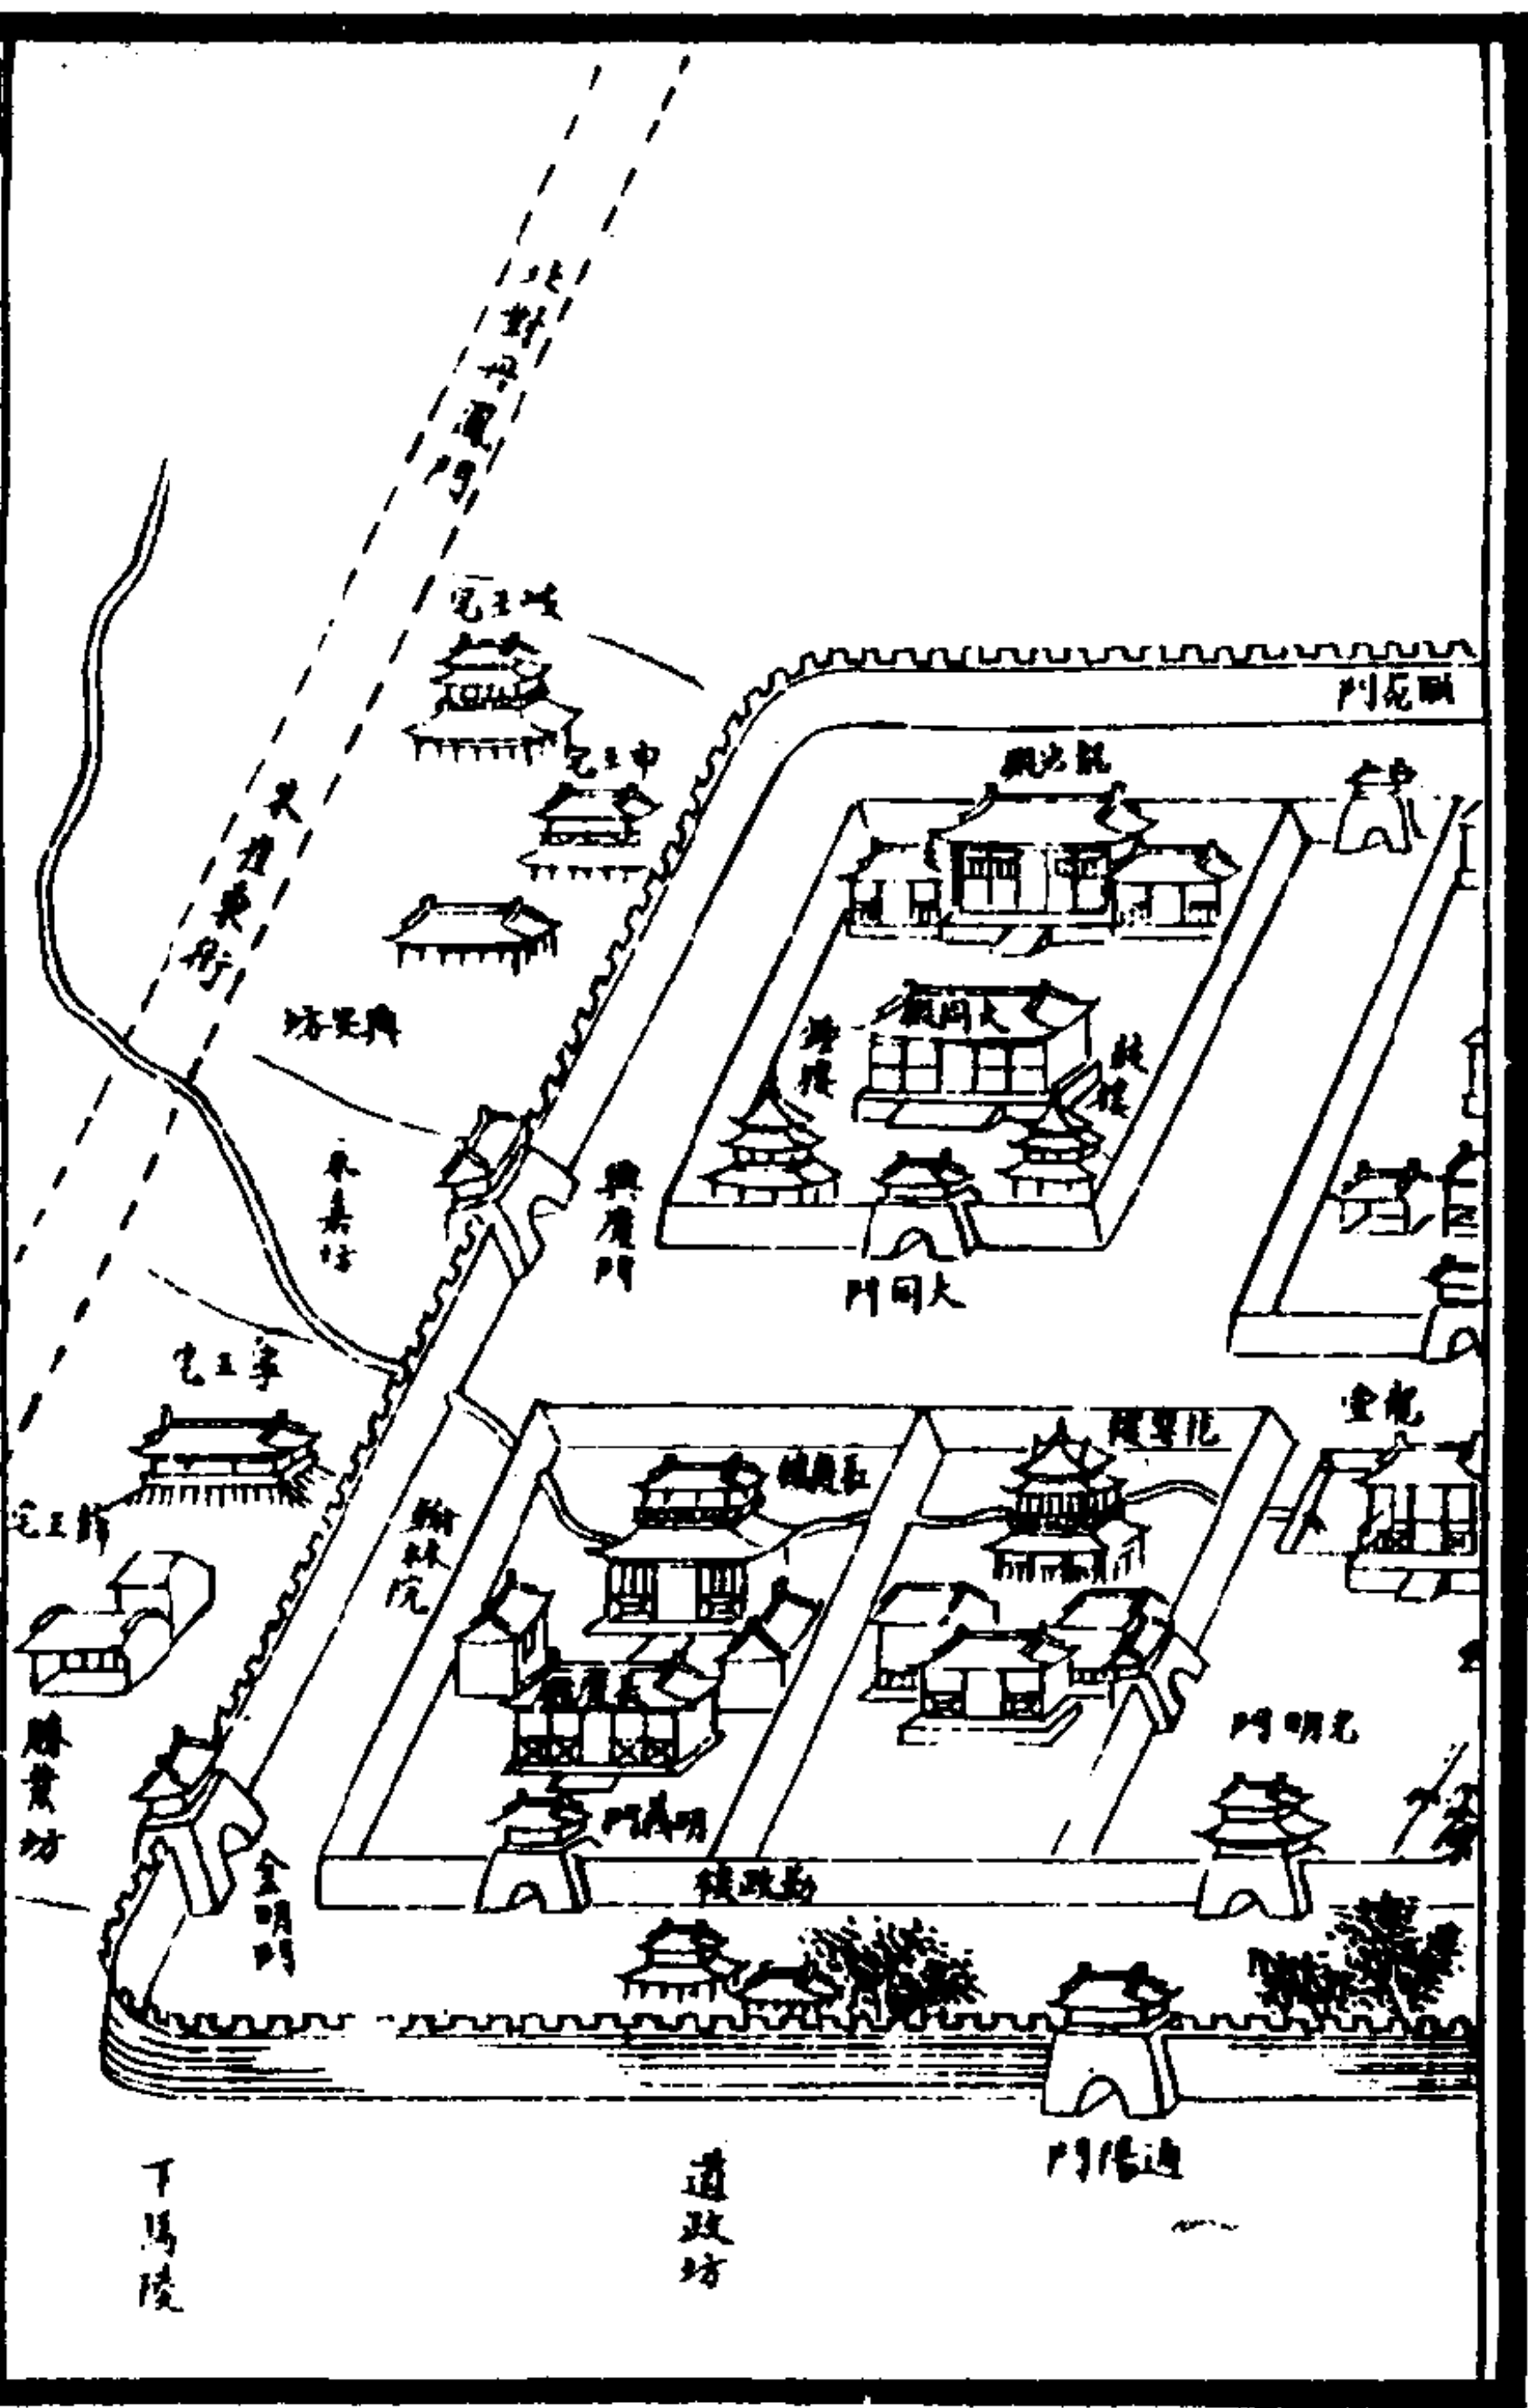 北對丹鳳門
岐王宅
申王宅
大同殿
大同門
鼓樓
鐘樓
興慶門
永嘉坊
寧王宅
薛王宅
勝業坊
金明門
翰林院
長慶殿
明義門
勤政樓
花萼樓
龍堂
光明門
通陽門
道政坊
下馬陵